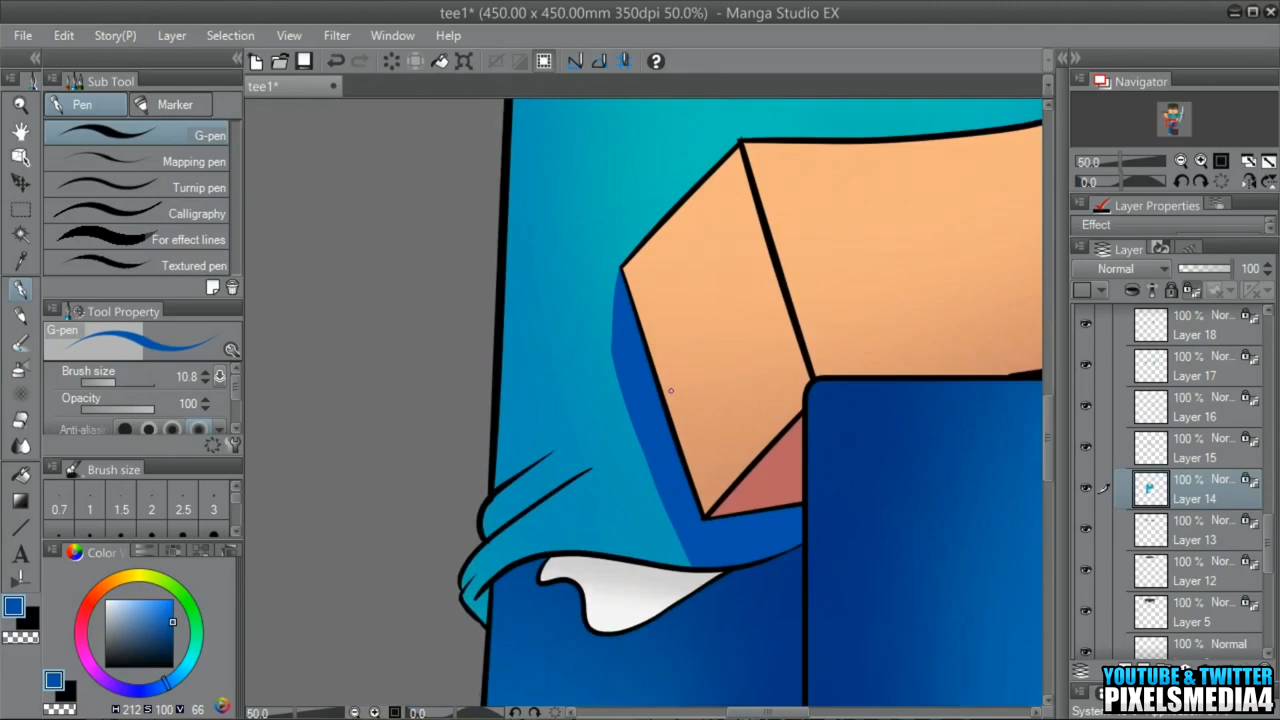 tee1* (450.00 x 450.00mm 350dpi 50.0%) - Manga Studio EX
File Edit Story(P) Layer Selection View Filter Window Help
Sub Tool
Pen Marker
G-pen
Mapping pen
Turnip pen
Calligraphy
For effect lines
Textured pen
Tool Property
G-pen
Brush size 10.8
Opacity 100
Anti-alias
Brush size
0.7 1 1.5 2 2.5 3
Color
H 212 S 100 V 66
tee1*
50.0 0.0
Navigator
50.0
0.0
Layer Properties
Effect
Layer
Normal 100
100 % Nor...
Layer 18
100 % Nor...
Layer 17
100 % Nor...
Layer 16
100 % Nor...
Layer 15
100 % Nor...
Layer 14
100 % Nor...
Layer 13
100 % Nor...
Layer 12
100 % Nor...
Layer 5
100 % Normal
YOUTUBE & TWITTER
PIXELSMEDIA4